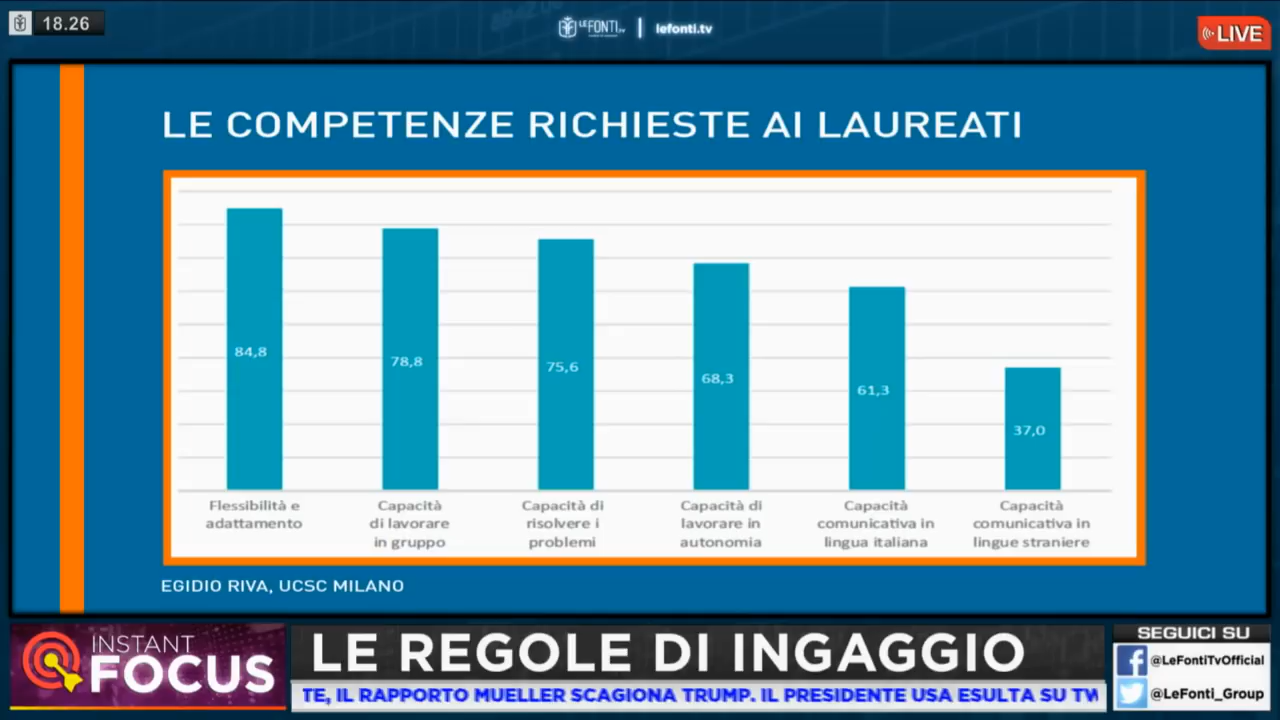 18.26
LE FONTI TV | lefonti.tv
LIVE
LE COMPETENZE RICHIESTE AI LAUREATI
84,8
78,8
75,6
68,3
61,3
37,0
Flessibilità e
adattamento
Capacità
di lavorare
in gruppo
Capacità di
risolvere i
problemi
Capacità di
lavorare in
autonomia
Capacità
comunicativa in
lingua italiana
Capacità
comunicativa in
lingue straniere
EGIDIO RIVA, UCSC MILANO
INSTANT
FOCUS
LE REGOLE DI INGAGGIO
TE, IL RAPPORTO MUELLER SCAGIONA TRUMP. IL PRESIDENTE USA ESULTA SU TW
SEGUICI SU
@LeFontiTvOfficial
@LeFonti_Group